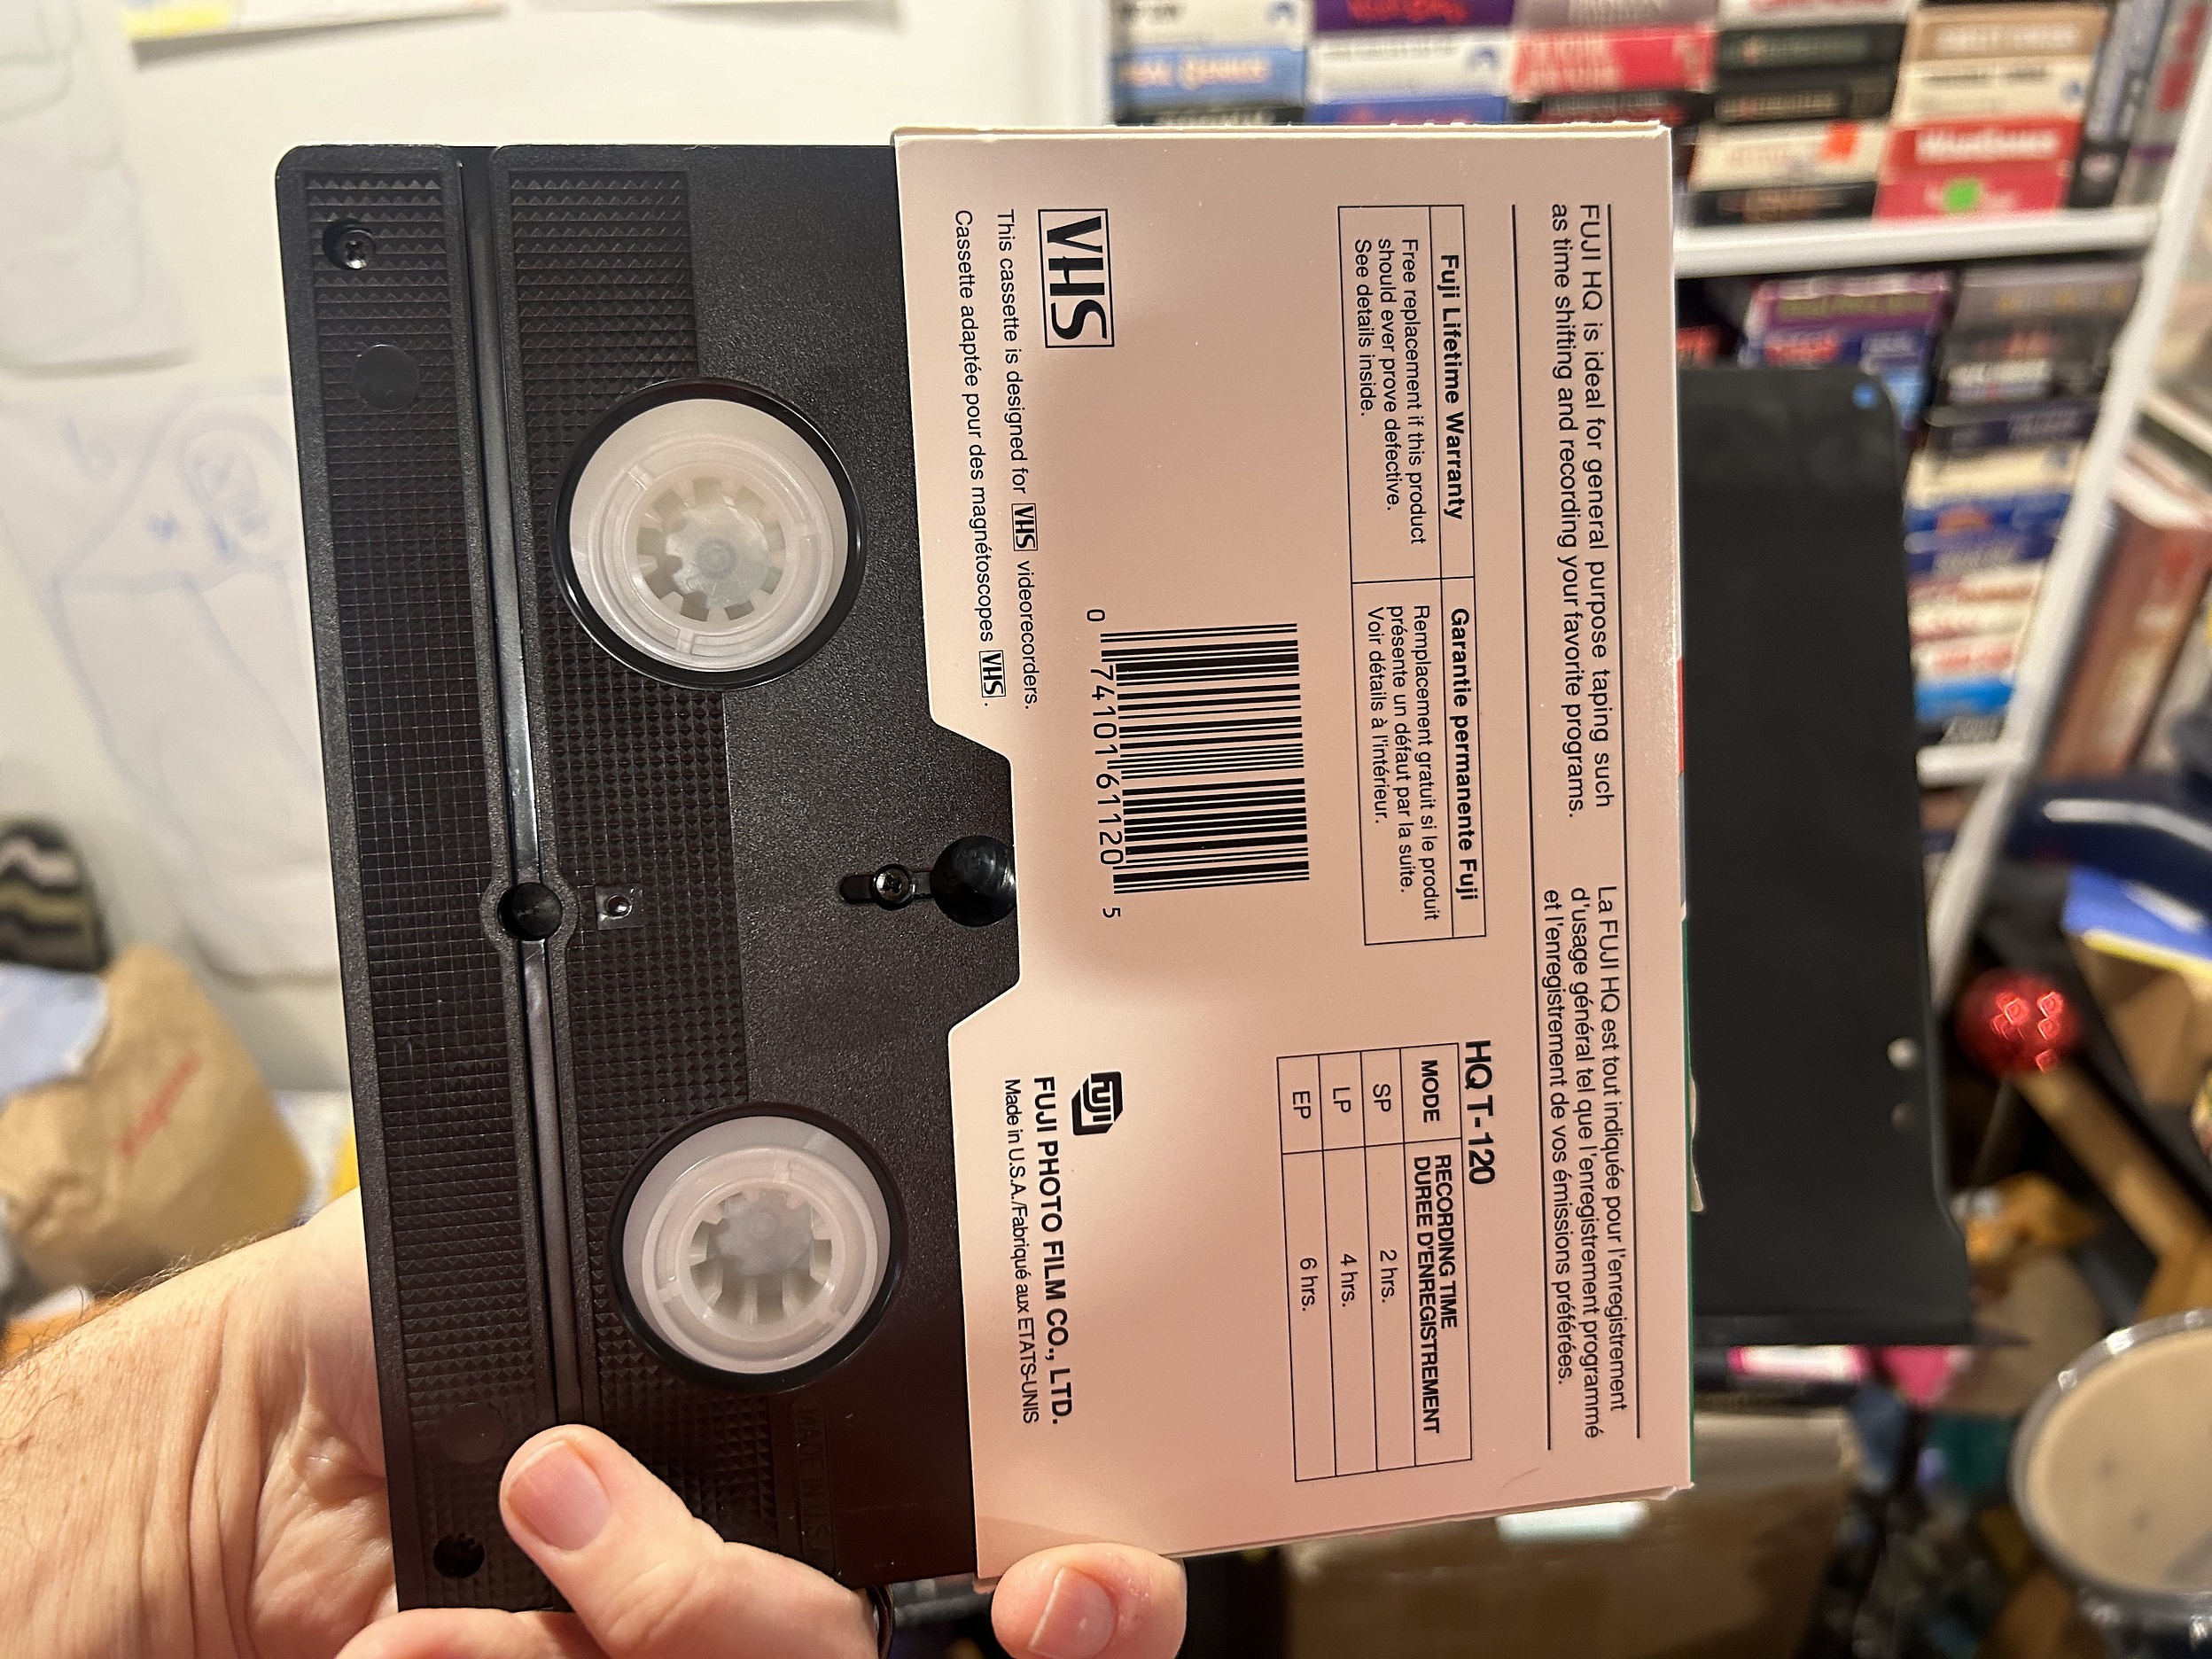 FUJI HQ is ideal for general purpose taping such
as time shifting and recording your favorite programs.
La FUJI HQ est tout indiquée pour l'enregistrement
d'usage général tel que l'enregistrement programmé
et l'enregistrement de vos émissions préférées.
Fuji Lifetime Warranty
Free replacement if this product
should ever prove defective.
See details inside.
Garantie permanente Fuji
Remplacement gratuit si le produit
présente un défaut par la suite.
Voir détails à l'intérieur.
HQ T-120
MODE
RECORDING TIME
DUREE D'ENREGISTREMENT
SP 2 hrs.
LP 4 hrs.
EP 6 hrs.
0 74101 61120 5
VHS
This cassette is designed for VHS videorecorders.
Cassette adaptée pour des magnétoscopes VHS.
FUJI
FUJI PHOTO FILM CO., LTD.
Made in U.S.A./Fabriqué aux ETATS-UNIS